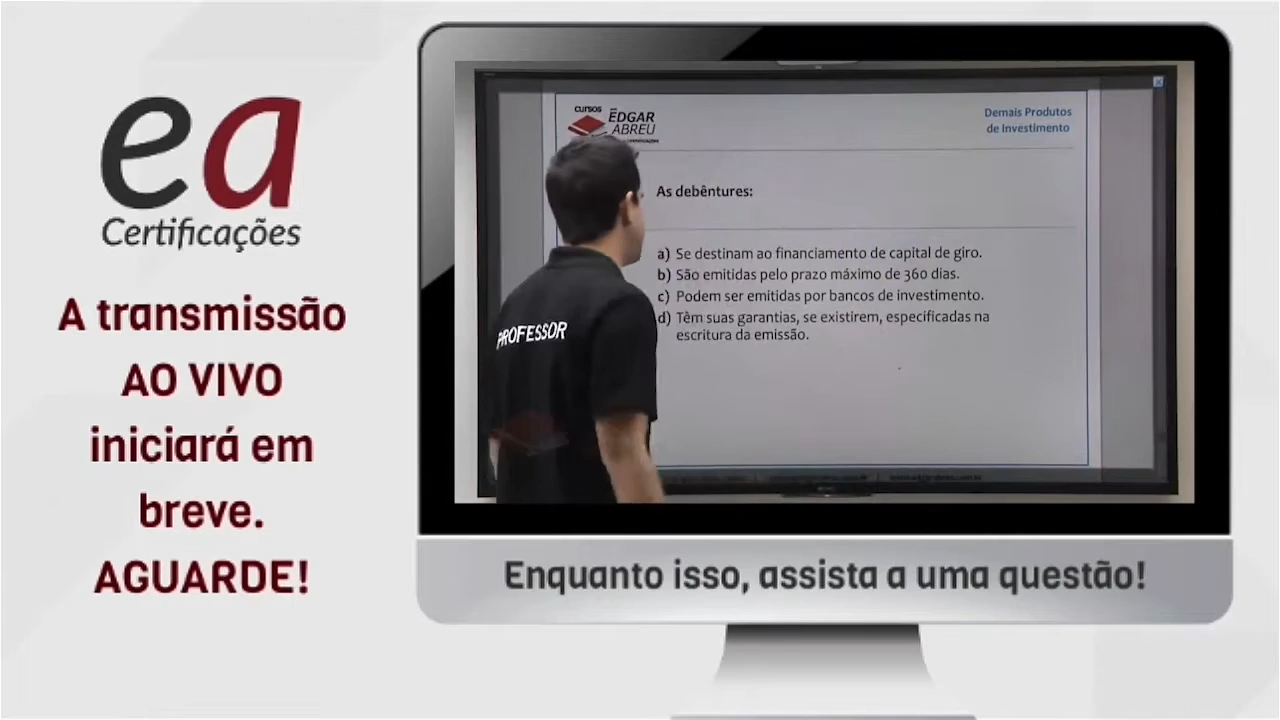 ea
Certificações
A transmissão
AO VIVO
iniciará em
breve.
AGUARDE!
CURSOS
EDGAR
ABREU
Demais Produtos
de Investimento
As debêntures:
a) Se destinam ao financiamento de capital de giro.
b) São emitidas pelo prazo máximo de 360 dias.
c) Podem ser emitidas por bancos de investimento.
d) Têm suas garantias, se existirem, especificadas na
escritura da emissão.
PROFESSOR
Enquanto isso, assista a uma questão!